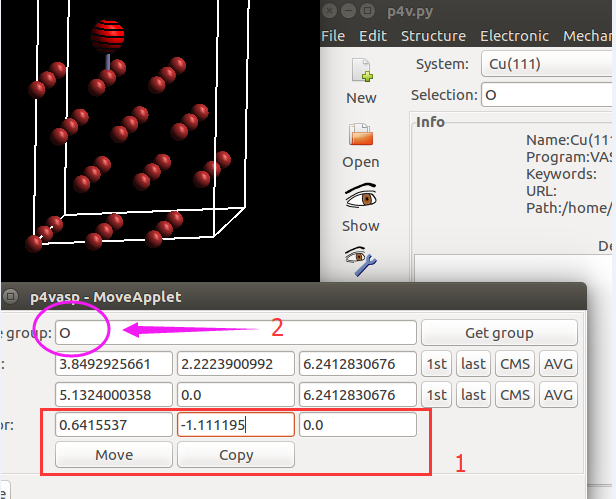 p4v.py
File Edit Structure Electronic Mechan
System: Cu(111)
New
Selection: O
Info
Name:Cu(111
Program:VAS
Keywords:
URL:
Path:/home/
Open
Show
De
p4vasp - MoveApplet
e group: O Get group
2
: 3.8492925661 2.2223900992 6.2412830676 1st last CMS AVG
5.1324000358 0.0 6.2412830676 1st last CMS AVG
or: 0.6415537 -1.111195 0.0
Move Copy
1
e